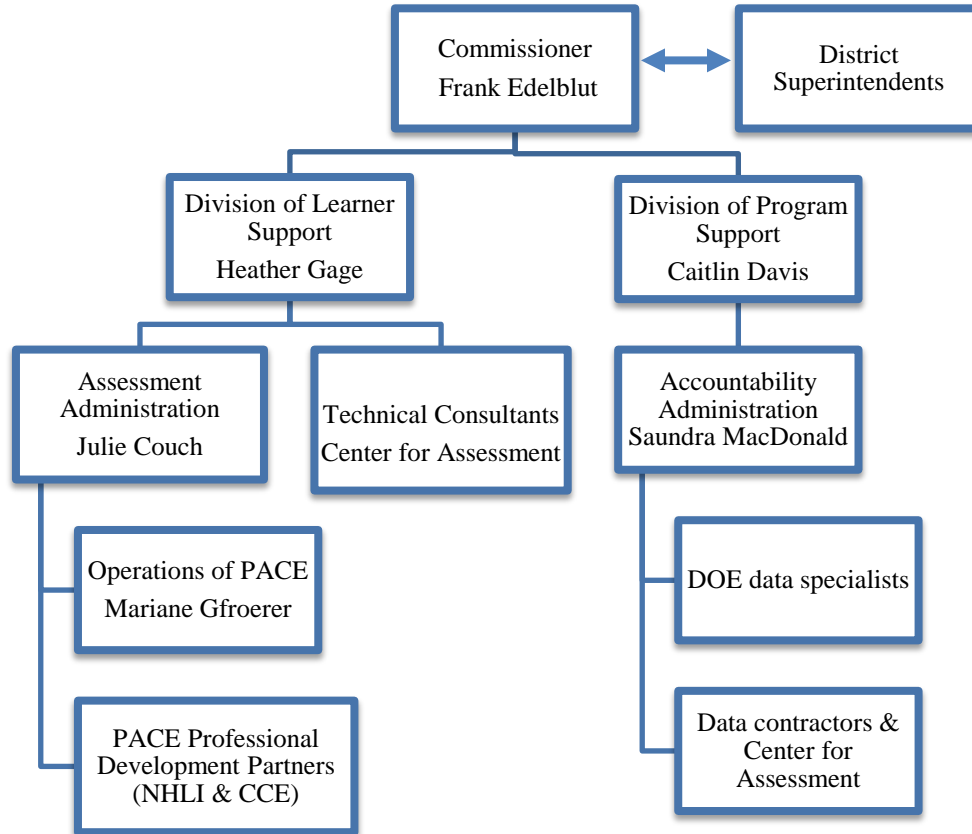 Commissioner
Frank Edelblut
District
Superintendents
Division of Learner
Support
Heather Gage
Division of Program
Support
Caitlin Davis
Assessment
Administration
Julie Couch
Technical Consultants
Center for Assessment
Accountability
Administration
Saundra MacDonald
Operations of PACE
Mariane Gfroerer
DOE data specialists
PACE Professional
Development Partners
(NHLI & CCE)
Data contractors &
Center for
Assessment